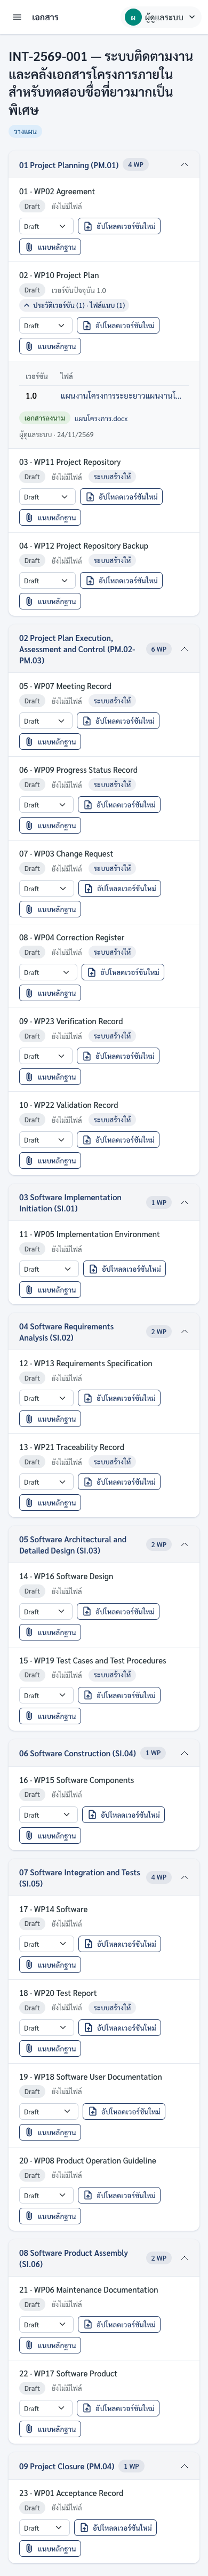 เอกสาร
ผ
ผู้ดูแลระบบ
INT-2569-001 — ระบบติดตามงาน
และคลังเอกสารโครงการภายใน
สำหรับทดสอบชื่อที่ยาวมากเป็น
พิเศษ
วางแผน
01 Project Planning (PM.01) 4 WP
01 · WP02 Agreement
Draft ยังไม่มีไฟล์
Draft อัปโหลดเวอร์ชันใหม่
แนบหลักฐาน
02 · WP10 Project Plan
Draft เวอร์ชันปัจจุบัน 1.0
ประวัติเวอร์ชัน (1) · ไฟล์แนบ (1)
Draft อัปโหลดเวอร์ชันใหม่
แนบหลักฐาน
เวอร์ชัน ไฟล์
1.0 แผนงานโครงการระยะยาวแผนงานโ...
เอกสารลงนาม แผนโครงการ.docx
ผู้ดูแลระบบ · 24/11/2569
03 · WP11 Project Repository
Draft ยังไม่มีไฟล์ ระบบสร้างให้
Draft อัปโหลดเวอร์ชันใหม่
แนบหลักฐาน
04 · WP12 Project Repository Backup
Draft ยังไม่มีไฟล์ ระบบสร้างให้
Draft อัปโหลดเวอร์ชันใหม่
แนบหลักฐาน
02 Project Plan Execution,
Assessment and Control (PM.02-
PM.03)
6 WP
05 · WP07 Meeting Record
Draft ยังไม่มีไฟล์ ระบบสร้างให้
Draft อัปโหลดเวอร์ชันใหม่
แนบหลักฐาน
06 · WP09 Progress Status Record
Draft ยังไม่มีไฟล์ ระบบสร้างให้
Draft อัปโหลดเวอร์ชันใหม่
แนบหลักฐาน
07 · WP03 Change Request
Draft ยังไม่มีไฟล์ ระบบสร้างให้
Draft อัปโหลดเวอร์ชันใหม่
แนบหลักฐาน
08 · WP04 Correction Register
Draft ยังไม่มีไฟล์ ระบบสร้างให้
Draft อัปโหลดเวอร์ชันใหม่
แนบหลักฐาน
09 · WP23 Verification Record
Draft ยังไม่มีไฟล์ ระบบสร้างให้
Draft อัปโหลดเวอร์ชันใหม่
แนบหลักฐาน
10 · WP22 Validation Record
Draft ยังไม่มีไฟล์ ระบบสร้างให้
Draft อัปโหลดเวอร์ชันใหม่
แนบหลักฐาน
03 Software Implementation
Initiation (SI.01)
1 WP
11 · WP05 Implementation Environment
Draft ยังไม่มีไฟล์
Draft อัปโหลดเวอร์ชันใหม่
แนบหลักฐาน
04 Software Requirements
Analysis (SI.02)
2 WP
12 · WP13 Requirements Specification
Draft ยังไม่มีไฟล์
Draft อัปโหลดเวอร์ชันใหม่
แนบหลักฐาน
13 · WP21 Traceability Record
Draft ยังไม่มีไฟล์ ระบบสร้างให้
Draft อัปโหลดเวอร์ชันใหม่
แนบหลักฐาน
05 Software Architectural and
Detailed Design (SI.03)
2 WP
14 · WP16 Software Design
Draft ยังไม่มีไฟล์
Draft อัปโหลดเวอร์ชันใหม่
แนบหลักฐาน
15 · WP19 Test Cases and Test Procedures
Draft ยังไม่มีไฟล์ ระบบสร้างให้
Draft อัปโหลดเวอร์ชันใหม่
แนบหลักฐาน
06 Software Construction (SI.04) 1 WP
16 · WP15 Software Components
Draft ยังไม่มีไฟล์
Draft อัปโหลดเวอร์ชันใหม่
แนบหลักฐาน
07 Software Integration and Tests
(SI.05)
4 WP
17 · WP14 Software
Draft ยังไม่มีไฟล์
Draft อัปโหลดเวอร์ชันใหม่
แนบหลักฐาน
18 · WP20 Test Report
Draft ยังไม่มีไฟล์ ระบบสร้างให้
Draft อัปโหลดเวอร์ชันใหม่
แนบหลักฐาน
19 · WP18 Software User Documentation
Draft ยังไม่มีไฟล์
Draft อัปโหลดเวอร์ชันใหม่
แนบหลักฐาน
20 · WP08 Product Operation Guideline
Draft ยังไม่มีไฟล์
Draft อัปโหลดเวอร์ชันใหม่
แนบหลักฐาน
08 Software Product Assembly
(SI.06)
2 WP
21 · WP06 Maintenance Documentation
Draft ยังไม่มีไฟล์
Draft อัปโหลดเวอร์ชันใหม่
แนบหลักฐาน
22 · WP17 Software Product
Draft ยังไม่มีไฟล์
Draft อัปโหลดเวอร์ชันใหม่
แนบหลักฐาน
09 Project Closure (PM.04) 1 WP
23 · WP01 Acceptance Record
Draft ยังไม่มีไฟล์
Draft อัปโหลดเวอร์ชันใหม่
แนบหลักฐาน